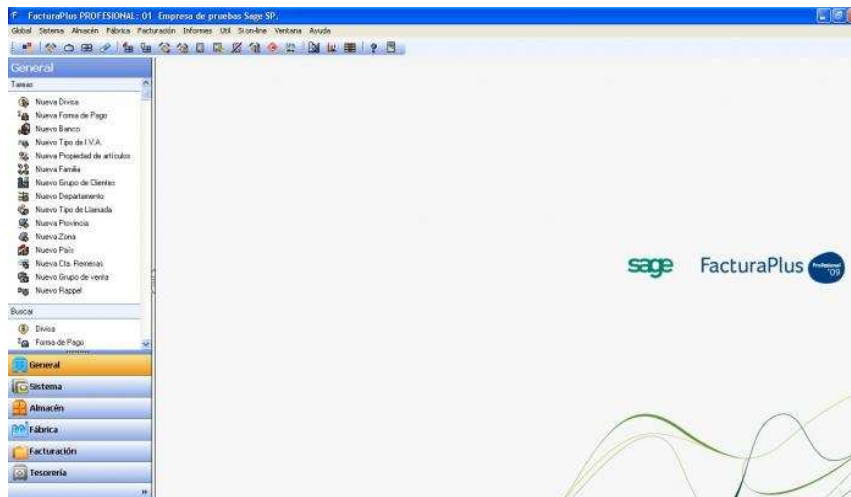 FacturaPlus PROFESIONAL: 01 Empresa de pruebas Sage SP.
Global Sistema Almacén Fábrica Facturación Informes Util S.on-line Ventana Ayuda
General
Tareas
Nueva Divisa
Nueva Forma de Pago
Nuevo Banco
Nuevo Tipo de I.V.A.
Nueva Propiedad de artículos
Nueva Familia
Nuevo Grupo de Clientes
Nuevo Departamento
Nuevo Tipo de Llamada
Nueva Provincia
Nueva Zona
Nuevo País
Nueva Cta. Remesas
Nuevo Grupo de venta
Nuevo Rappel
Buscar
Divisa
Forma de Pago
General
Sistema
Almacén
Fábrica
Facturación
Tesorería
sage FacturaPlus Profesional '09